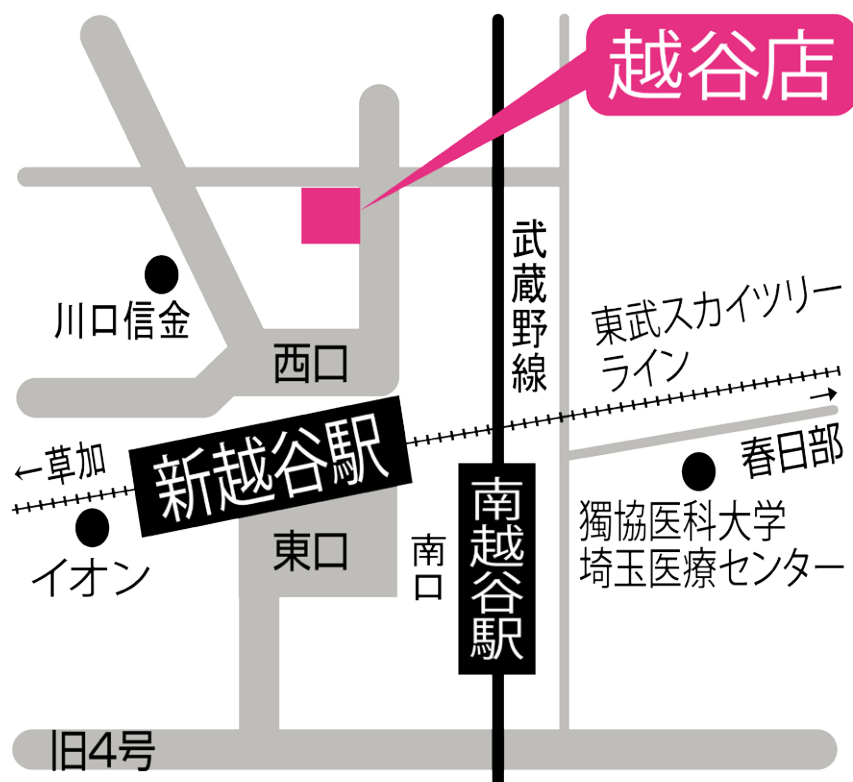 越谷店
武蔵野線
川口信金
東武スカイツリー
ライン
西口
←草加
新越谷駅
→
春日部
イオン
東口
南口
南越谷駅
獨協医科大学
埼玉医療センター
旧4号